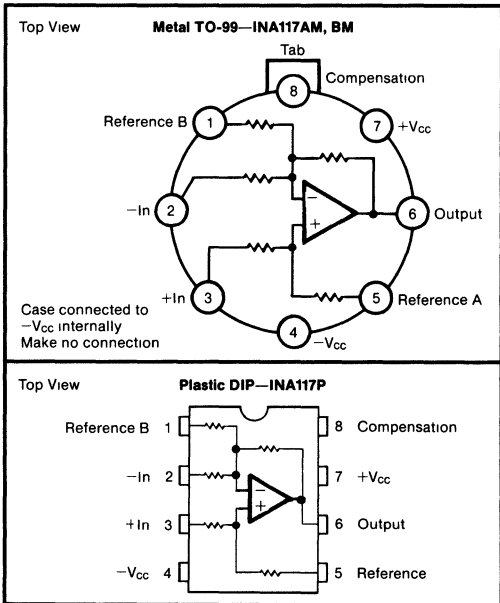 Top View
Metal TO-99—INA117AM, BM
Tab
8
Compensation
Reference B
1
7
+Vcc
−In
2
−
+
6
Output
+In
3
5
Reference A
4
−Vcc
Case connected to
−Vcc internally
Make no connection
Top View
Plastic DIP—INA117P
Reference B 1
8 Compensation
−In 2
7 +Vcc
−
+
+In 3
6 Output
−Vcc 4
5 Reference